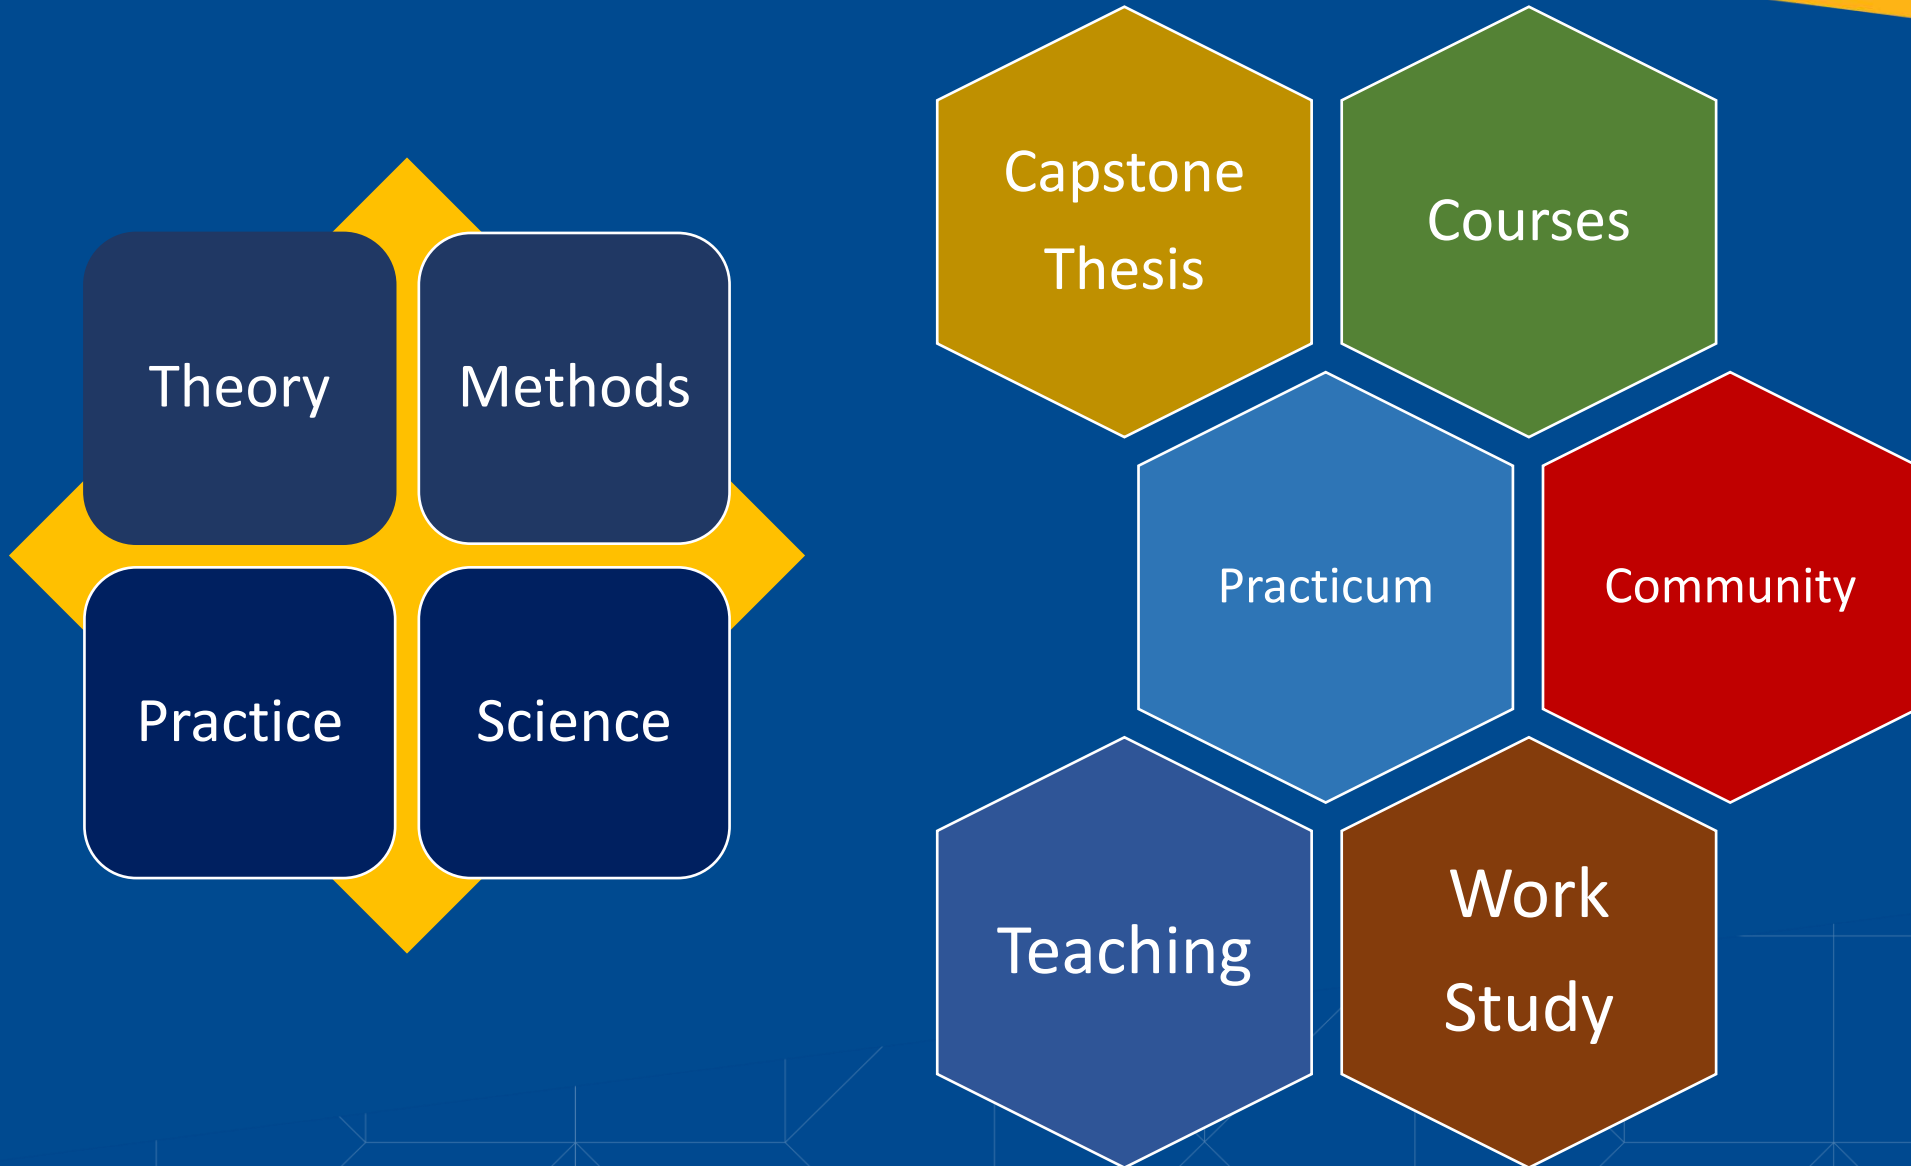 Theory
Methods
Practice
Science
Capstone
Thesis
Courses
Practicum
Community
Teaching
Work
Study